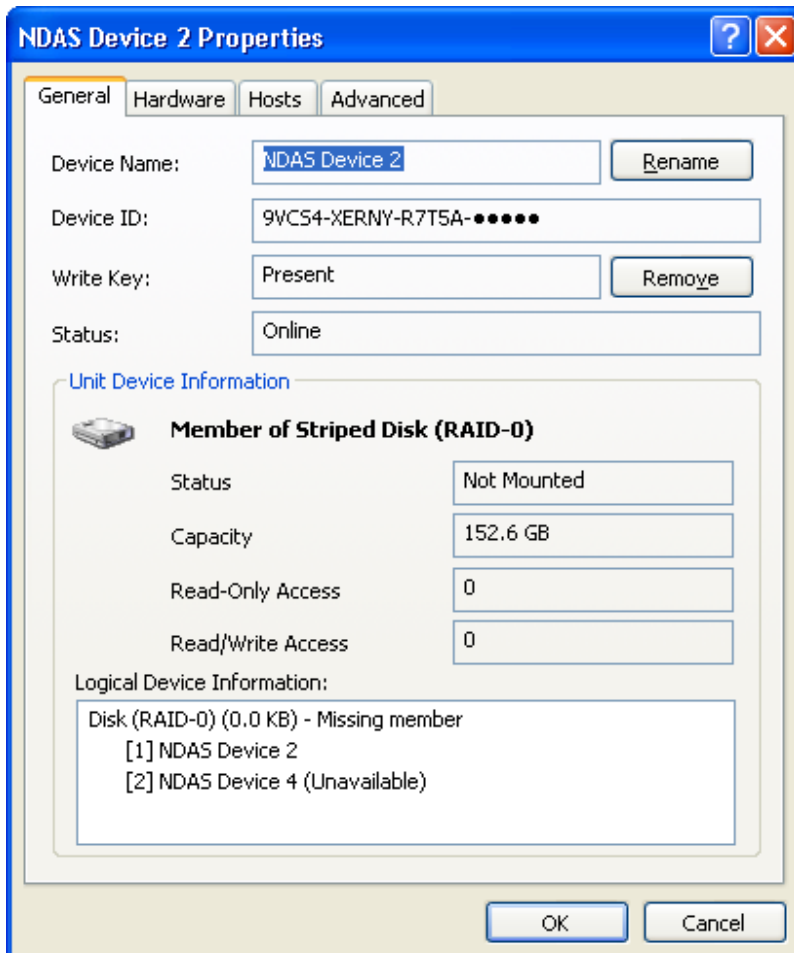 NDAS Device 2 Properties
General Hardware Hosts Advanced
Device Name: NDAS Device 2 Rename
Device ID: 9VCS4-XERNY-R7T5A-●●●●●
Write Key: Present Remove
Status: Online
Unit Device Information
Member of Striped Disk (RAID-0)
Status Not Mounted
Capacity 152.6 GB
Read-Only Access 0
Read/Write Access 0
Logical Device Information:
Disk (RAID-0) (0.0 KB) - Missing member
[1] NDAS Device 2
[2] NDAS Device 4 (Unavailable)
OK Cancel